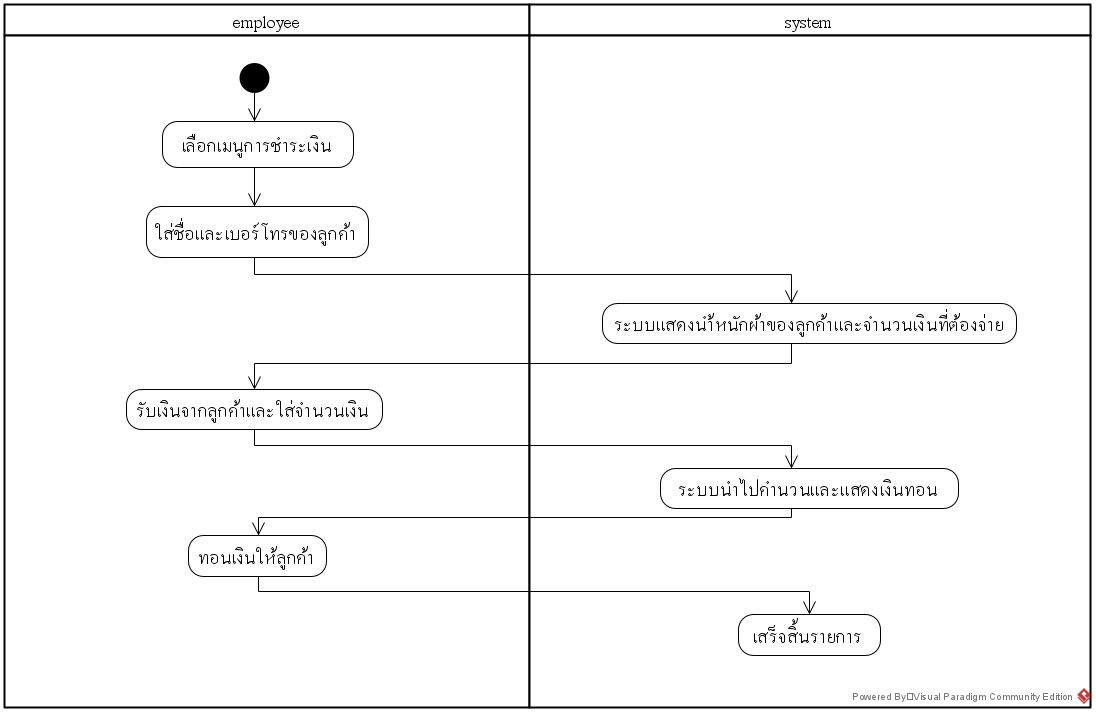 employee
system
เลือกเมนูการชำระเงิน
ใส่ชื่อและเบอร์โทรของลูกค้า
ระบบแสดงนำ้หนักผ้าของลูกค้าและจำนวนเงินที่ต้องจ่าย
รับเงินจากลูกค้าและใส่จำนวนเงิน
ระบบนำไปคำนวนและแสดงเงินทอน
ทอนเงินให้ลูกค้า
เสร็จสิ้นรายการ
Powered By□Visual Paradigm Community Edition